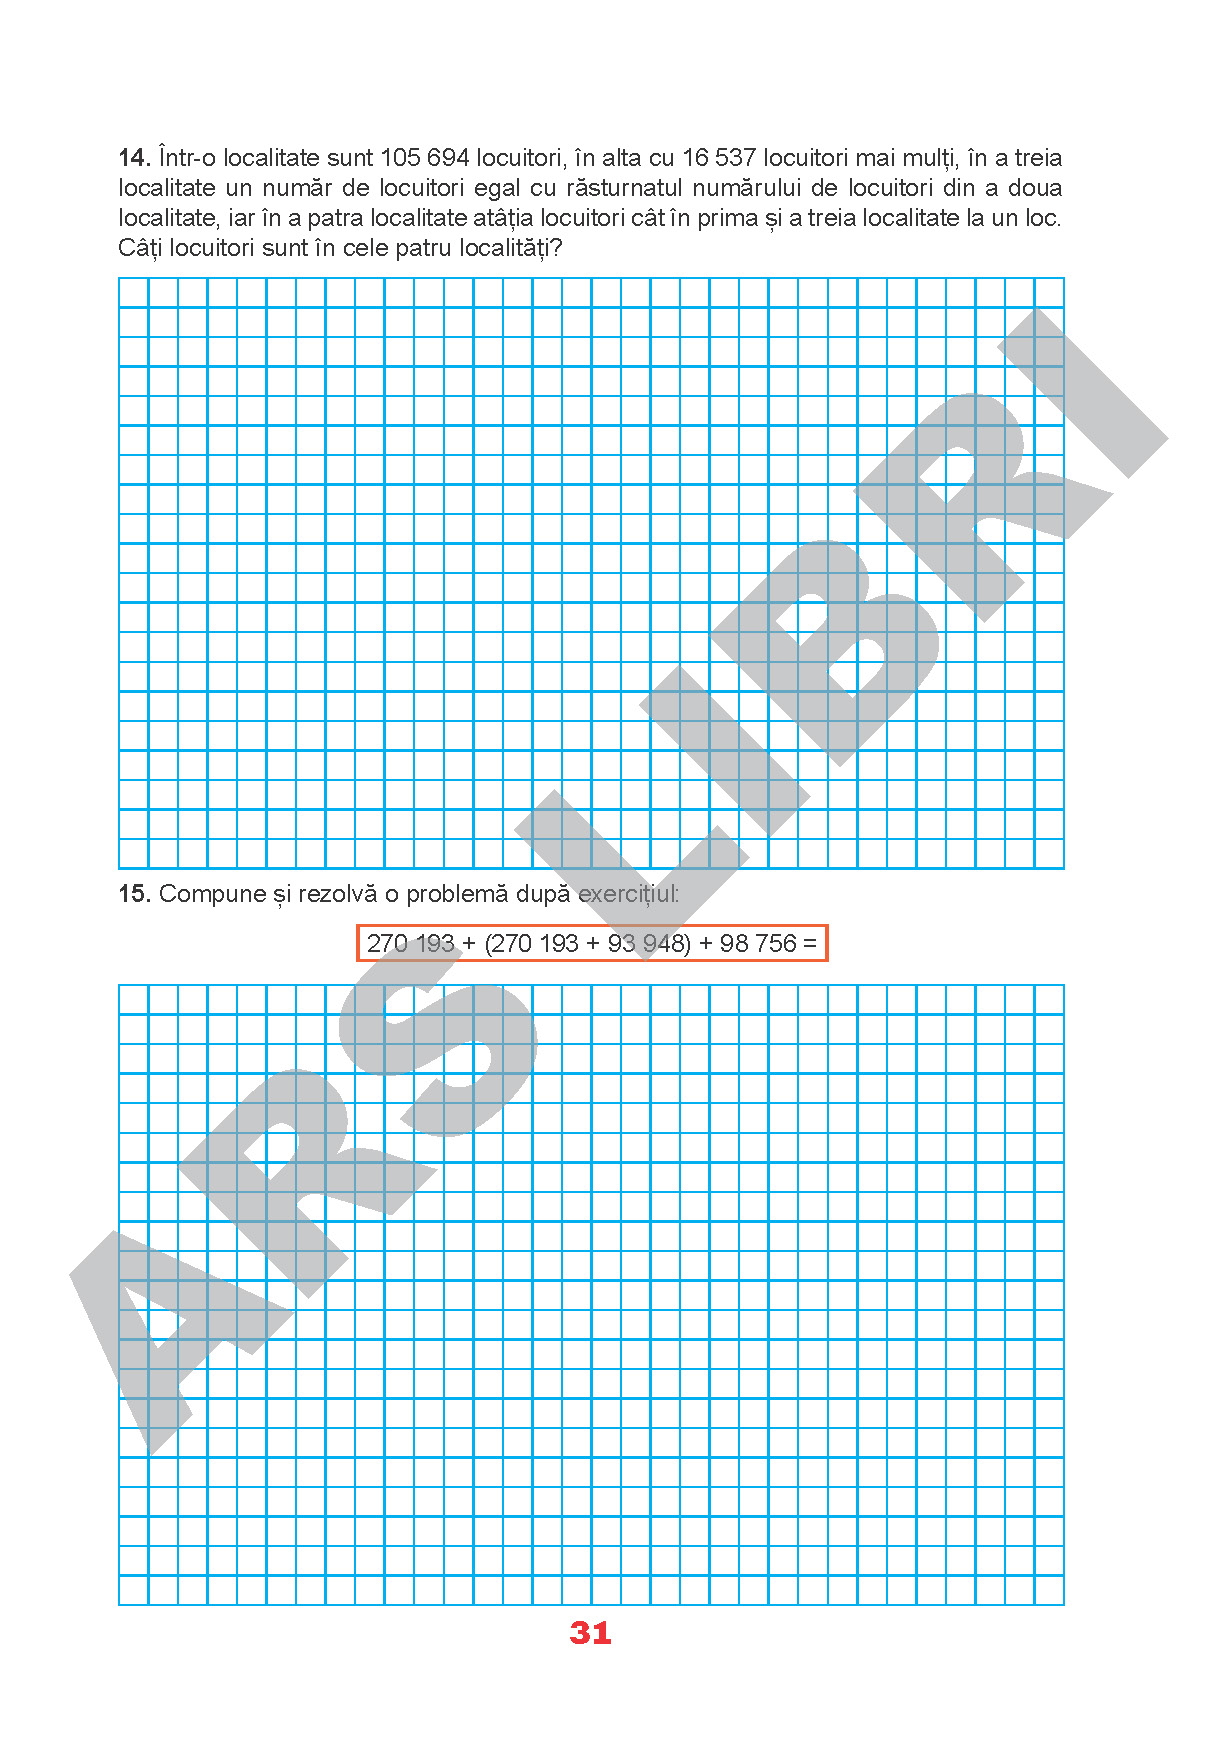 14. Într-o localitate sunt 105 694 locuitori, în alta cu 16 537 locuitori mai mulți, în a treia
localitate un număr de locuitori egal cu răsturnatul numărului de locuitori din a doua
localitate, iar în a patra localitate atâția locuitori cât în prima și a treia localitate la un loc.
Câți locuitori sunt în cele patru localități?
15. Compune și rezolvă o problemă după exercițiul:
270 193 + (270 193 + 93 948) + 98 756 =
ARS LIBRI
31